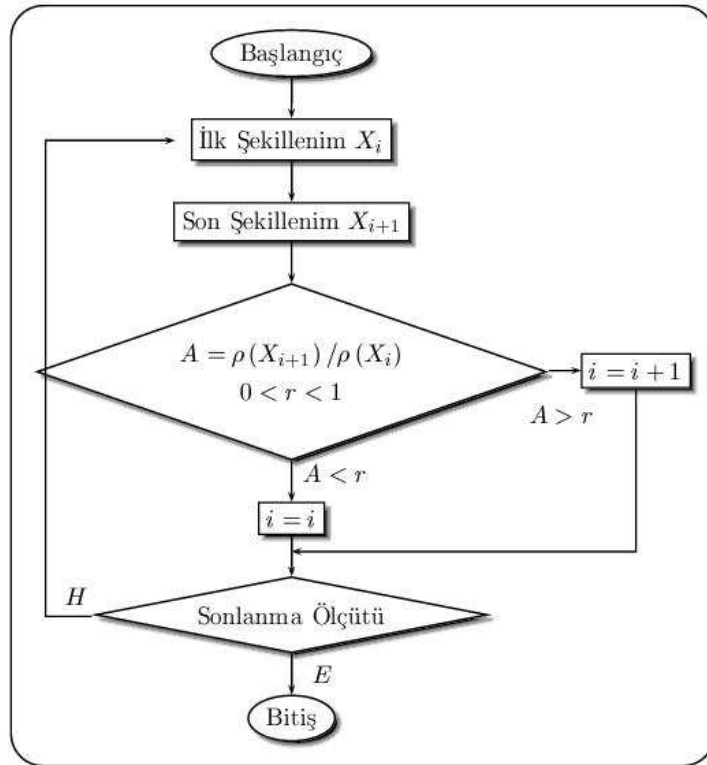 Başlangıç
İlk Şekillenim X_i
Son Şekillenim X_{i+1}
A = ρ (X_{i+1}) /ρ (X_i)
0 < r < 1
i = i + 1
A > r
A < r
i = i
H
Sonlanma Ölçütü
E
Bitiş